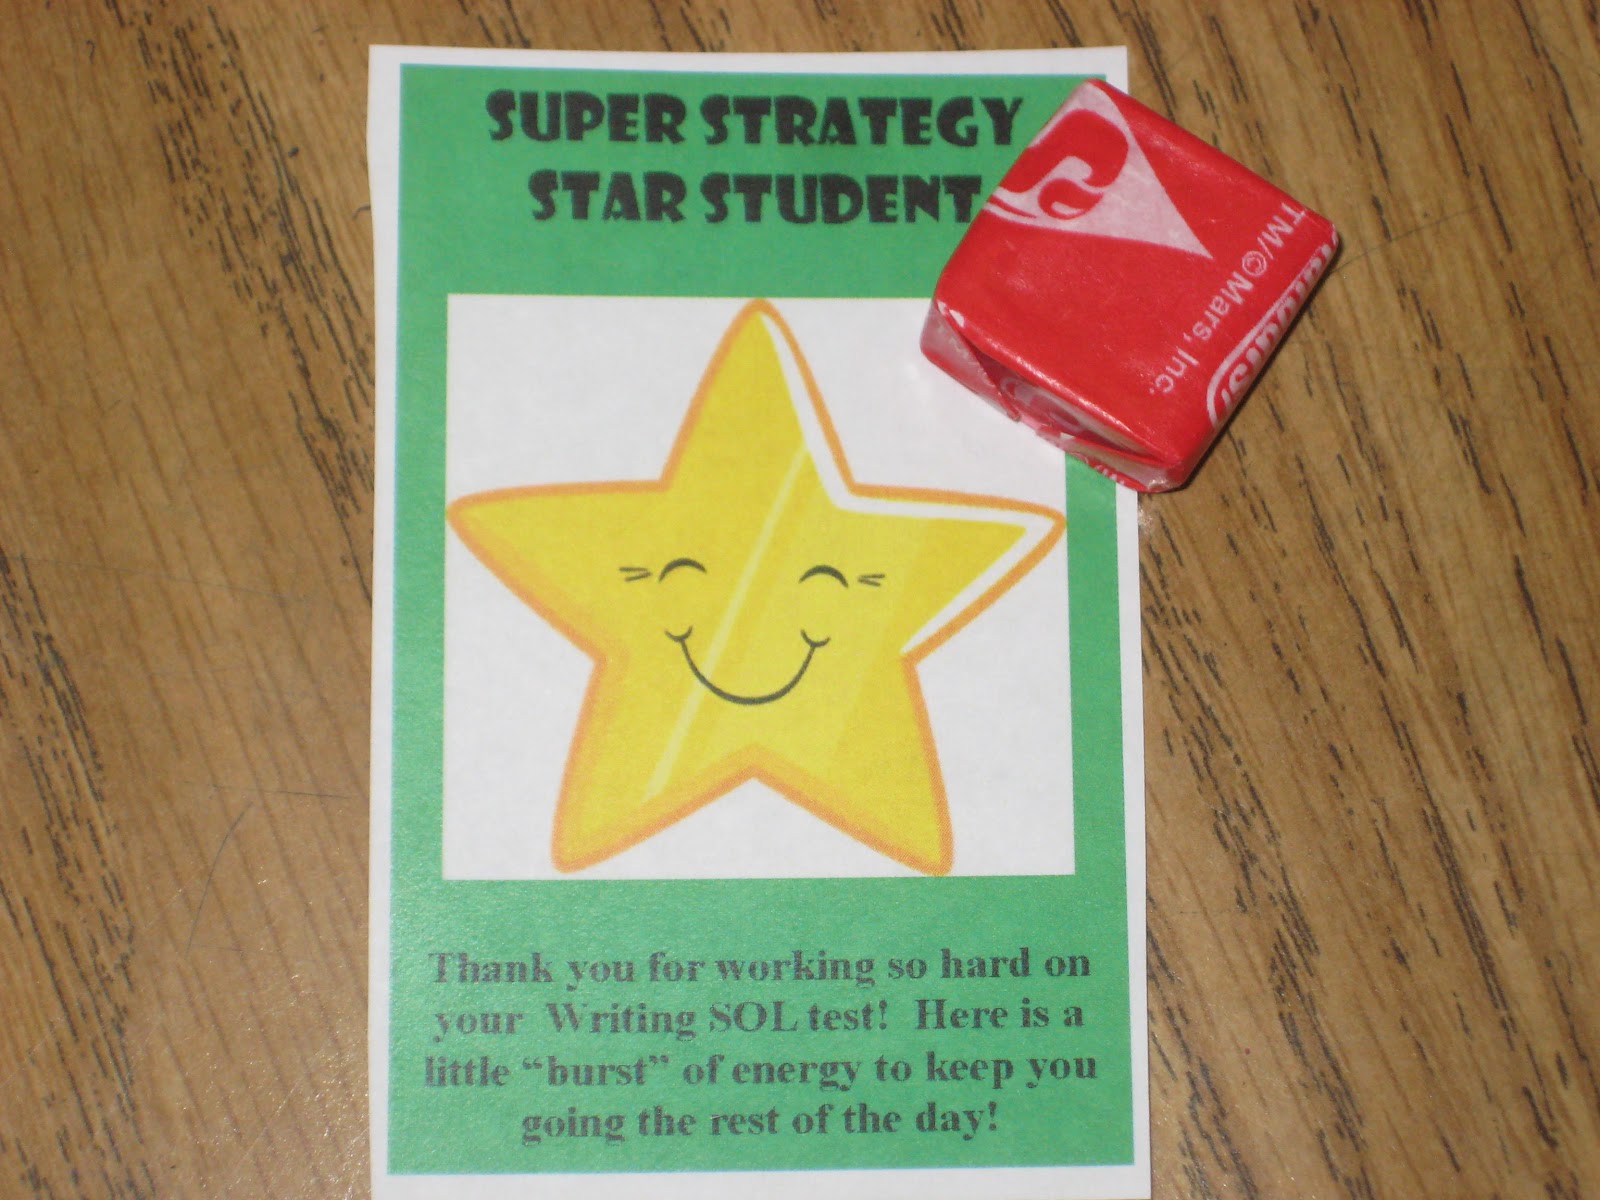 SUPER STRATEGY
STAR STUDENT
TM/©Mars, Inc.
Thank you for working so hard on
your Writing SOL test! Here is a
little “burst” of energy to keep you
going the rest of the day!